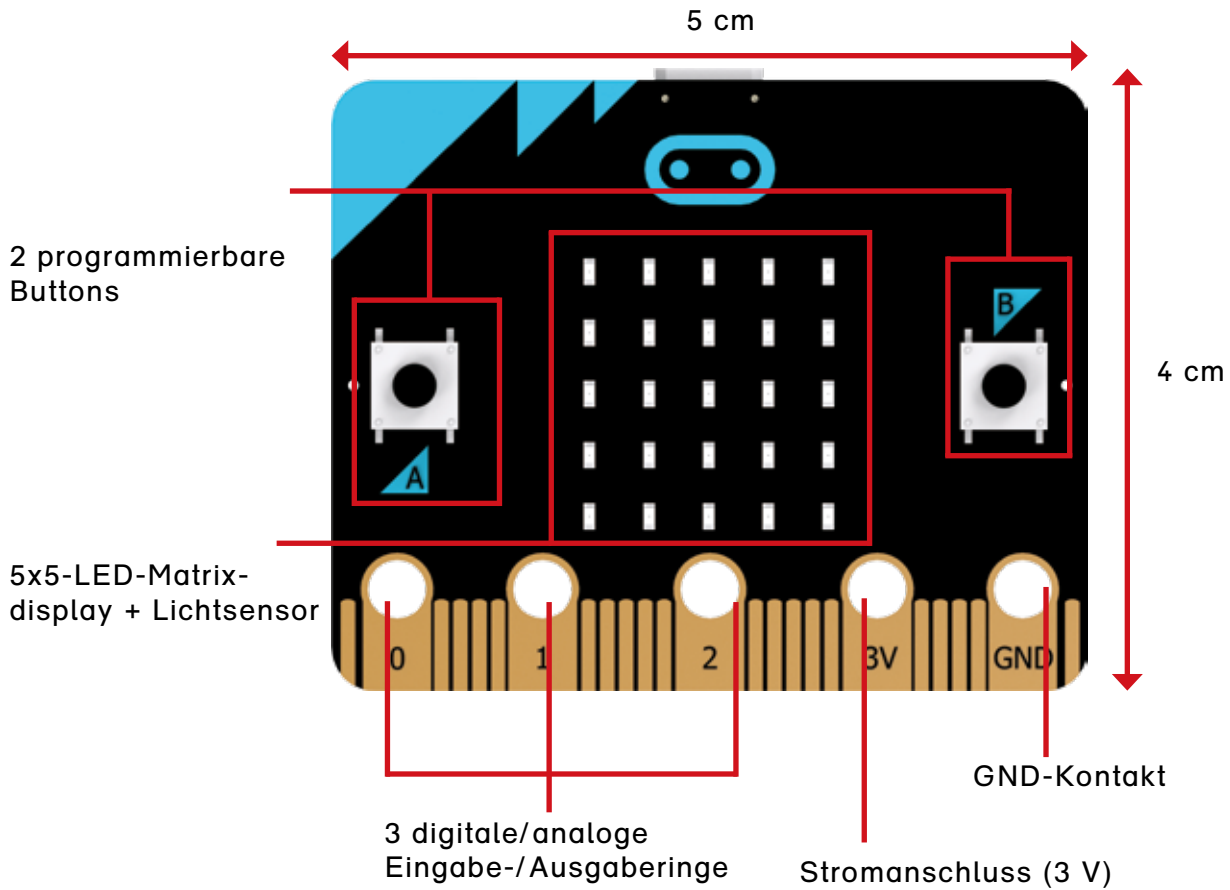 5 cm
2 programmierbare
Buttons
B
4 cm
A
5x5-LED-Matrix-
display + Lichtsensor
0 1 2 3V GND
GND-Kontakt
3 digitale/analoge
Eingabe-/Ausgaberinge
Stromanschluss (3 V)